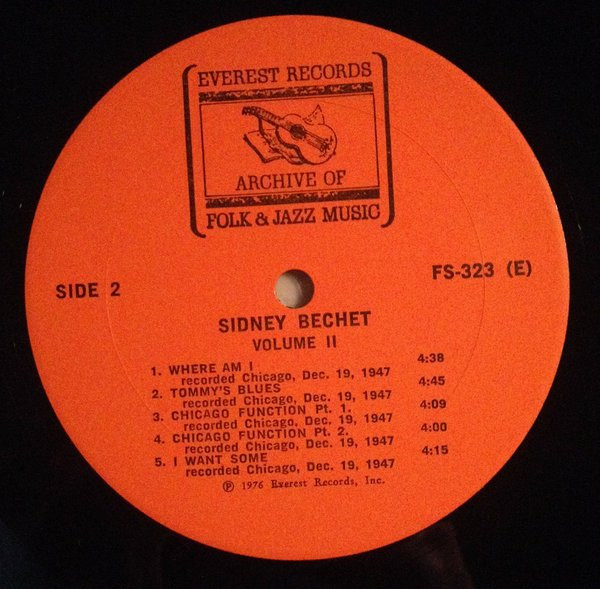 EVEREST RECORDS
ARCHIVE OF
FOLK & JAZZ MUSIC
SIDE 2
FS-323 (E)
SIDNEY BECHET
VOLUME II
1. WHERE AM I 4:38
recorded Chicago, Dec. 19, 1947
2. TOMMY'S BLUES 4:45
recorded Chicago, Dec. 19, 1947
3. CHICAGO FUNCTION Pt. 1. 4:09
recorded Chicago, Dec. 19, 1947
4. CHICAGO FUNCTION Pt. 2. 4:00
recorded Chicago, Dec. 19, 1947
5. I WANT SOME 4:15
recorded Chicago, Dec. 19, 1947
℗ 1976 Everest Records, Inc.